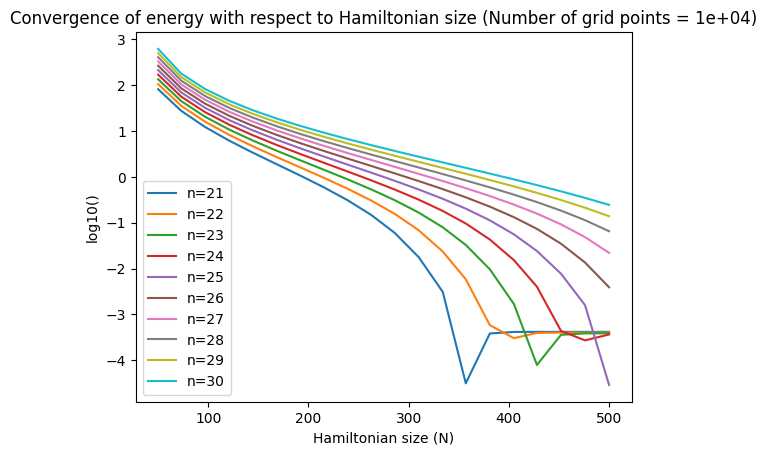 Convergence of energy with respect to Hamiltonian size (Number of grid points = 1e+04)
3
2
1
0
−1
−2
−3
−4
log10()
n=21
n=22
n=23
n=24
n=25
n=26
n=27
n=28
n=29
n=30
100
200
300
400
500
Hamiltonian size (N)